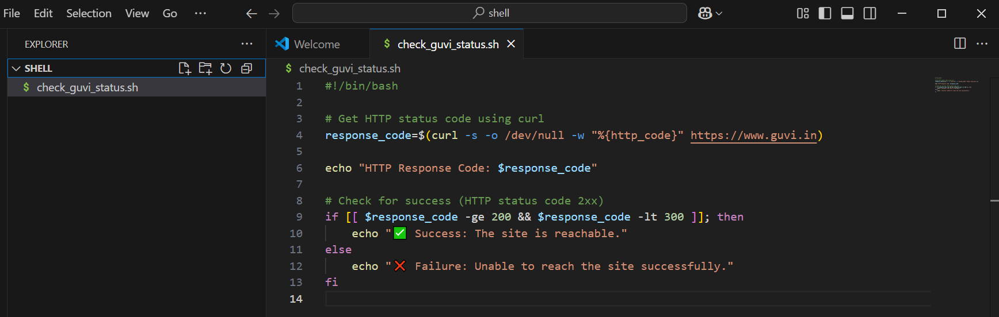 File Edit Selection View Go ··· shell
EXPLORER ···
Welcome
check_guvi_status.sh
SHELL
check_guvi_status.sh
$ check_guvi_status.sh
1 #!/bin/bash
2
3 # Get HTTP status code using curl
4 response_code=$(curl -s -o /dev/null -w "%{http_code}" https://www.guvi.in)
5
6 echo "HTTP Response Code: $response_code"
7
8 # Check for success (HTTP status code 2xx)
9 if [[ $response_code -ge 200 && $response_code -lt 300 ]]; then
10     echo "✅ Success: The site is reachable."
11 else
12     echo "❌ Failure: Unable to reach the site successfully."
13 fi
14